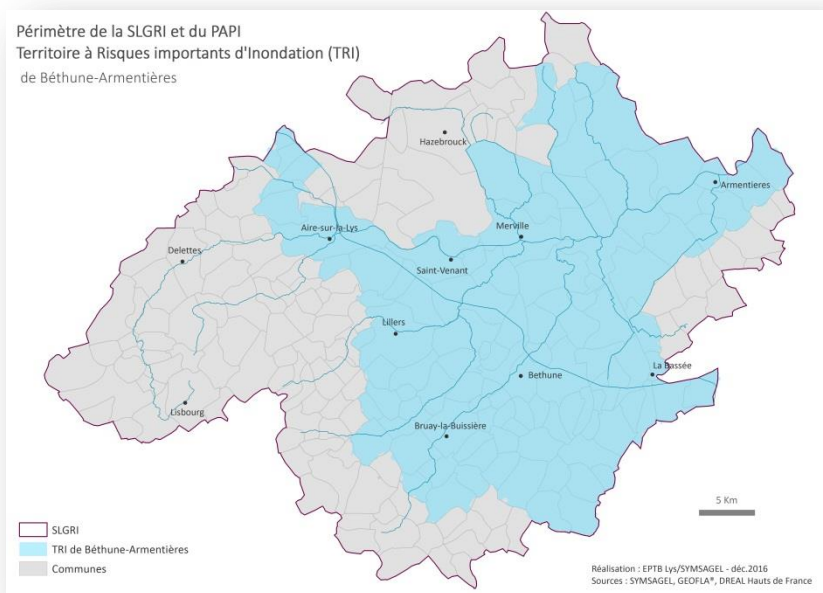 Périmètre de la SLGRI et du PAPI
Territoire à Risques importants d'Inondation (TRI)
de Béthune-Armentières
Hazebrouck
Armentieres
Aire-sur-la-Lys
Merville
Delettes
Saint-Venant
Lillers
La Bassée
Bethune
Lisbourg
Bruay-la-Buissière
5 Km
SLGRI
TRI de Béthune-Armentières
Communes
Réalisation : EPTB Lys/SYMSAGEL - déc.2016
Sources : SYMSAGEL, GEOFLA®, DREAL Hauts de France